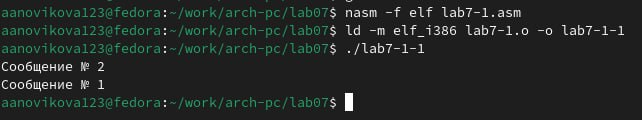 aanovikova123@fedora:~/work/arch-pc/lab07$ nasm -f elf lab7-1.asm
aanovikova123@fedora:~/work/arch-pc/lab07$ ld -m elf_i386 lab7-1.o -o lab7-1-1
aanovikova123@fedora:~/work/arch-pc/lab07$ ./lab7-1-1
Сообщение № 2
Сообщение № 1
aanovikova123@fedora:~/work/arch-pc/lab07$